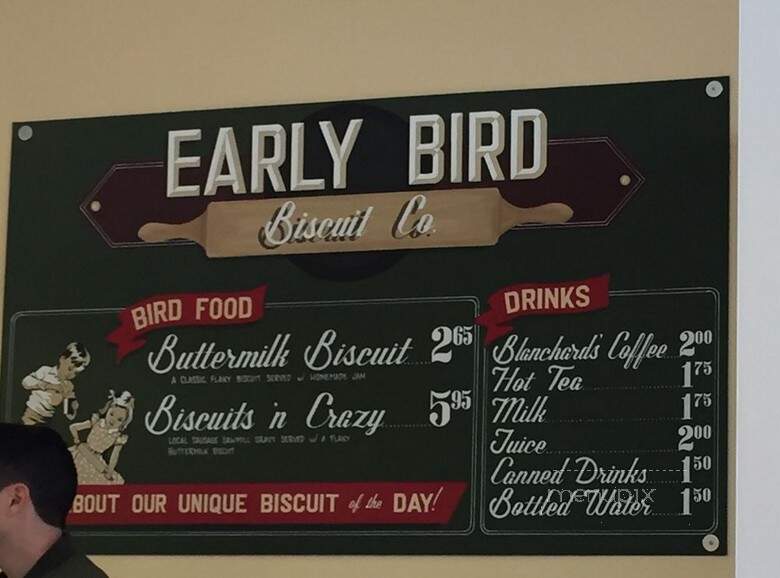 EARLY BIRD
Biscuit Co.
BIRD FOOD
Buttermilk Biscuit 2.65
A CLASSIC FLAKY BISCUIT SERVED W/ HOMEMADE JAM
Biscuits 'n Crazy 5.95
LOCAL SAUSAGE SAWMILL GRAVY SERVED W/ A FLAKY
BUTTERMILK BISCUIT
BOUT OUR UNIQUE BISCUIT of the DAY!
DRINKS
Blanchard's Coffee 2.00
Hot Tea 1.75
Milk 1.75
Juice 2.00
Canned Drinks 1.50
Bottled Water 1.50
menupix